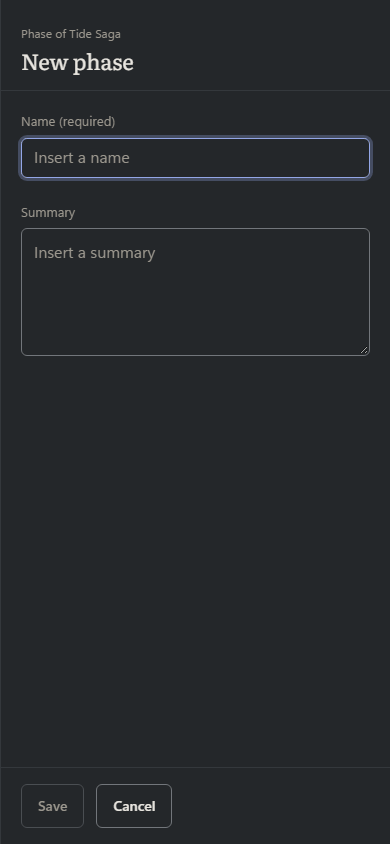 Phase of Tide Saga
New phase
Name (required)
Insert a name
Summary
Insert a summary
Save
Cancel